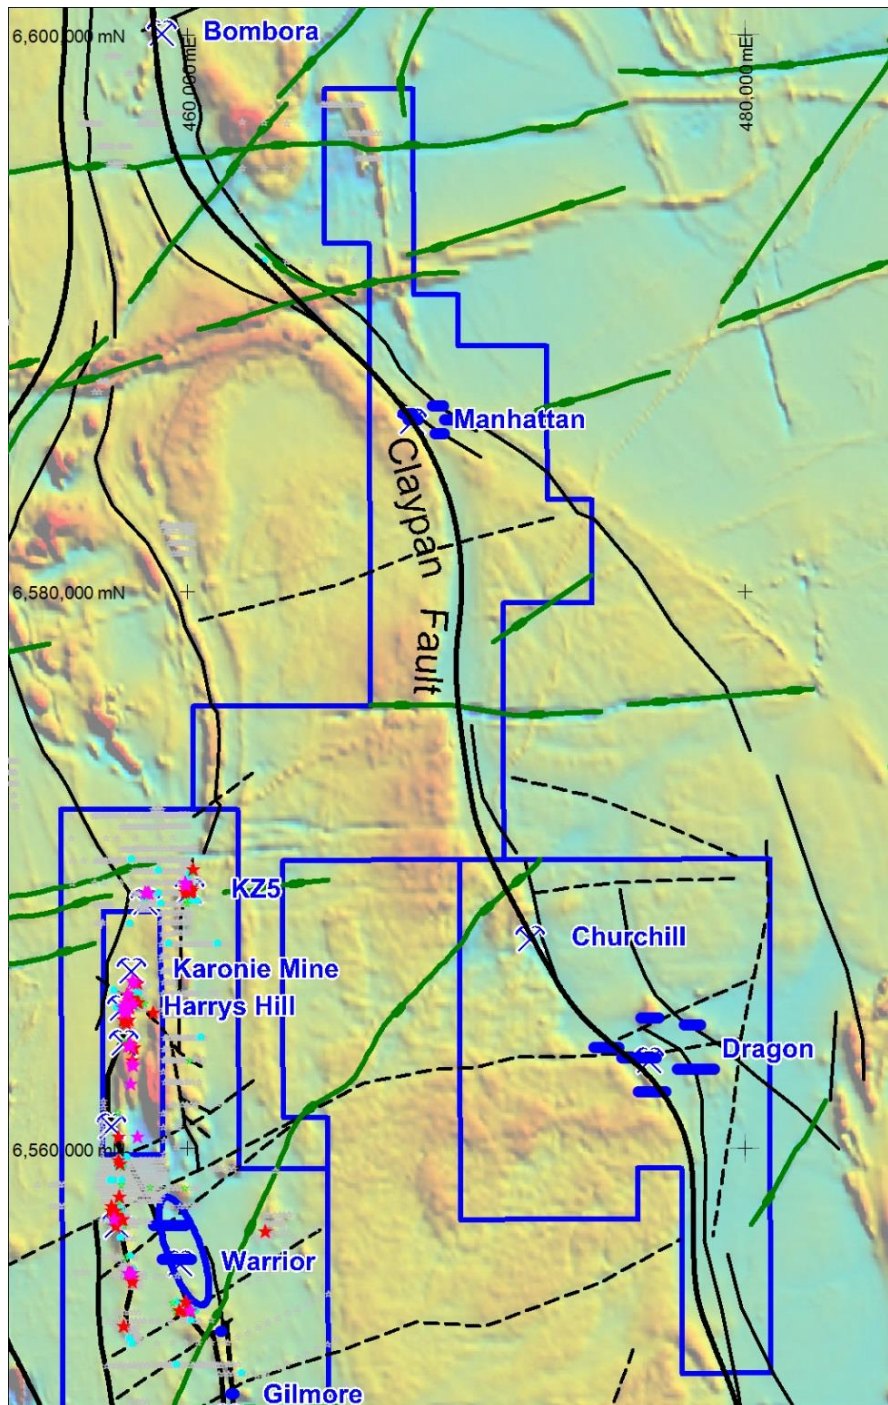 6,600,000 mN
Bombora
460,000mE
480,000mE
Manhattan
Claypan Fault
6,580,000 mN
KZ5
Churchill
Karonie Mine
Harrys Hill
Dragon
6,560,000 mN
Warrior
Gilmore